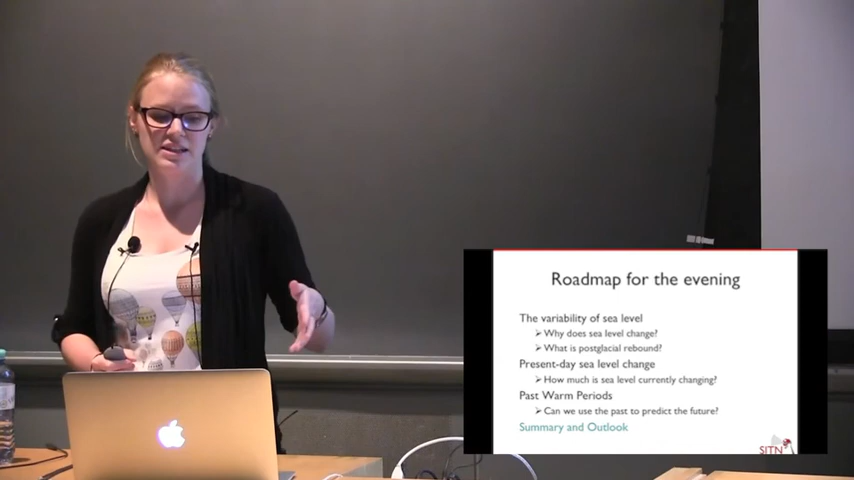 Roadmap for the evening
The variability of sea level
➢ Why does sea level change?
➢ What is postglacial rebound?
Present-day sea level change
➢ How much is sea level currently changing?
Past Warm Periods
➢ Can we use the past to predict the future?
Summary and Outlook
SITN